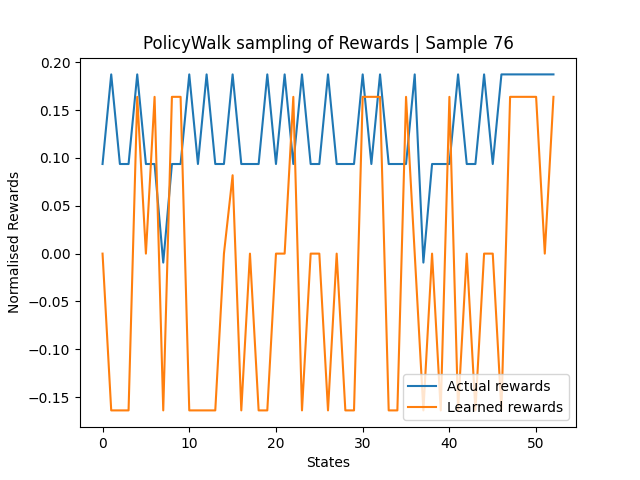 PolicyWalk sampling of Rewards | Sample 76
Normalised Rewards
0.20
0.15
0.10
0.05
0.00
−0.05
−0.10
−0.15
0 10 20 30 40 50
States
Actual rewards
Learned rewards